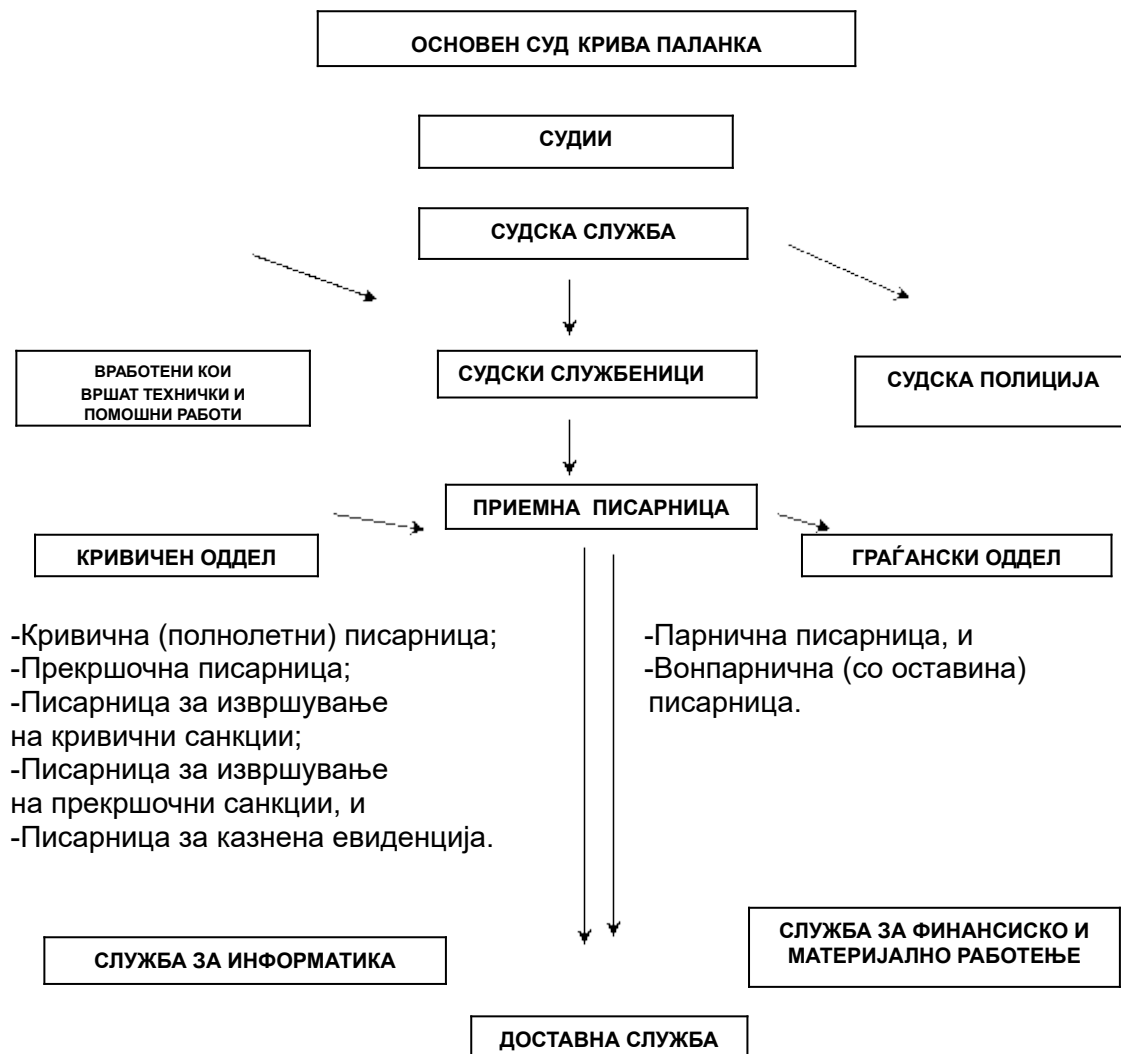 ОСНОВЕН СУД КРИВА ПАЛАНКА
СУДИИ
СУДСКА СЛУЖБА
ВРАБОТЕНИ КОИ
ВРШАТ ТЕХНИЧКИ И
ПОМОШНИ РАБОТИ
СУДСКИ СЛУЖБЕНИЦИ
СУДСКА ПОЛИЦИЈА
ПРИЕМНА ПИСАРНИЦА
КРИВИЧЕН ОДДЕЛ
ГРАЃАНСКИ ОДДЕЛ
-Кривична (полнолетни) писарница;
-Прекршочна писарница;
-Писарница за извршување
на кривични санкции;
-Писарница за извршување
на прекршочни санкции, и
-Писарница за казнена евиденција.
-Парнична писарница, и
-Вонпарнична (со оставина)
писарница.
СЛУЖБА ЗА ИНФОРМАТИКА
СЛУЖБА ЗА ФИНАНСИСКО И
МАТЕРИЈАЛНО РАБОТЕЊЕ
ДОСТАВНА СЛУЖБА